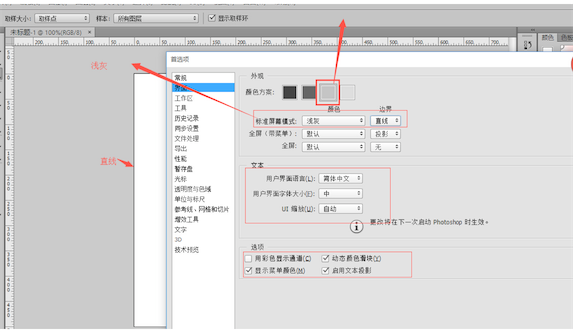 取样大小: 取样点 样本: 所有图层 显示取样环
未标题-1 @ 100%(RGB/8) ×
颜色 色板
200 150 100 50 0
浅灰
直线
首选项
常规
界面
工作区
工具
历史记录
同步设置
文件处理
导出
性能
暂存盘
光标
透明度与色域
单位与标尺
参考线、网格和切片
增效工具
文字
3D
技术预览
外观
颜色方案:
颜色 边界
标准屏幕模式: 浅灰 直线
全屏(带菜单): 默认 投影
全屏: 默认 无
文本
用户界面语言(L): 简体中文
用户界面字体大小(Z): 中
UI 缩放(U): 自动
更改将在下一次启动 Photoshop 时生效。
选项
用彩色显示通道(C) 动态颜色滑块(Y)
显示菜单颜色(M) 启用文本投影